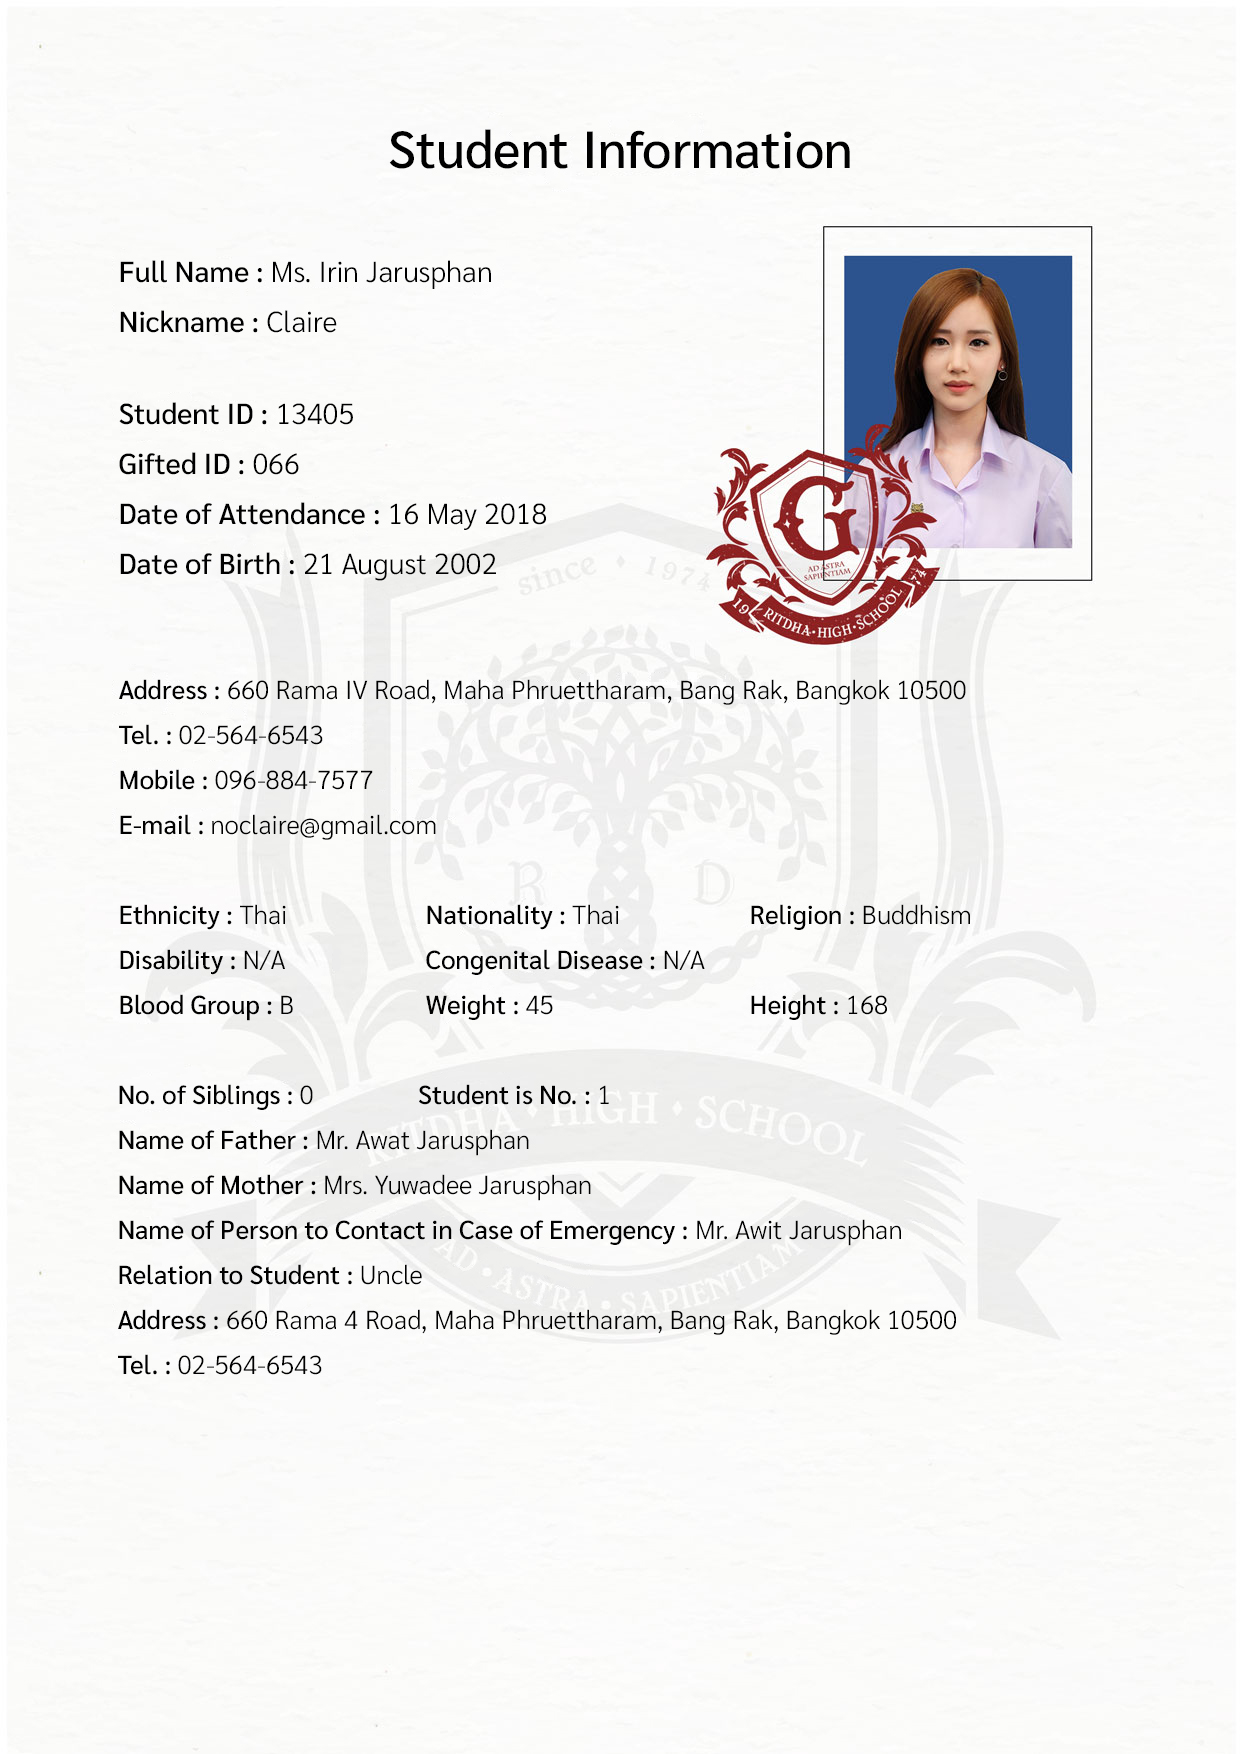 Student Information
Full Name : Ms. Irin Jarusphan
Nickname : Claire
Student ID : 13405
Gifted ID : 066
Date of Attendance : 16 May 2018
Date of Birth : 21 August 2002
G
AD ASTRA
SAPIENTIAM
1974
RITDHA•HIGH•SCHOOL
since • 1974
Address : 660 Rama IV Road, Maha Phruettharam, Bang Rak, Bangkok 10500
Tel. : 02-564-6543
Mobile : 096-884-7577
E-mail : noclaire@gmail.com
R D
Ethnicity : Thai Nationality : Thai Religion : Buddhism
Disability : N/A Congenital Disease : N/A
Blood Group : B Weight : 45 Height : 168
No. of Siblings : 0 Student is No. : 1
RITDHA • HIGH • SCHOOL
Name of Father : Mr. Awat Jarusphan
Name of Mother : Mrs. Yuwadee Jarusphan
Name of Person to Contact in Case of Emergency : Mr. Awit Jarusphan
Relation to Student : Uncle
AD • ASTRA • SAPIENTIAM
Address : 660 Rama 4 Road, Maha Phruettharam, Bang Rak, Bangkok 10500
Tel. : 02-564-6543